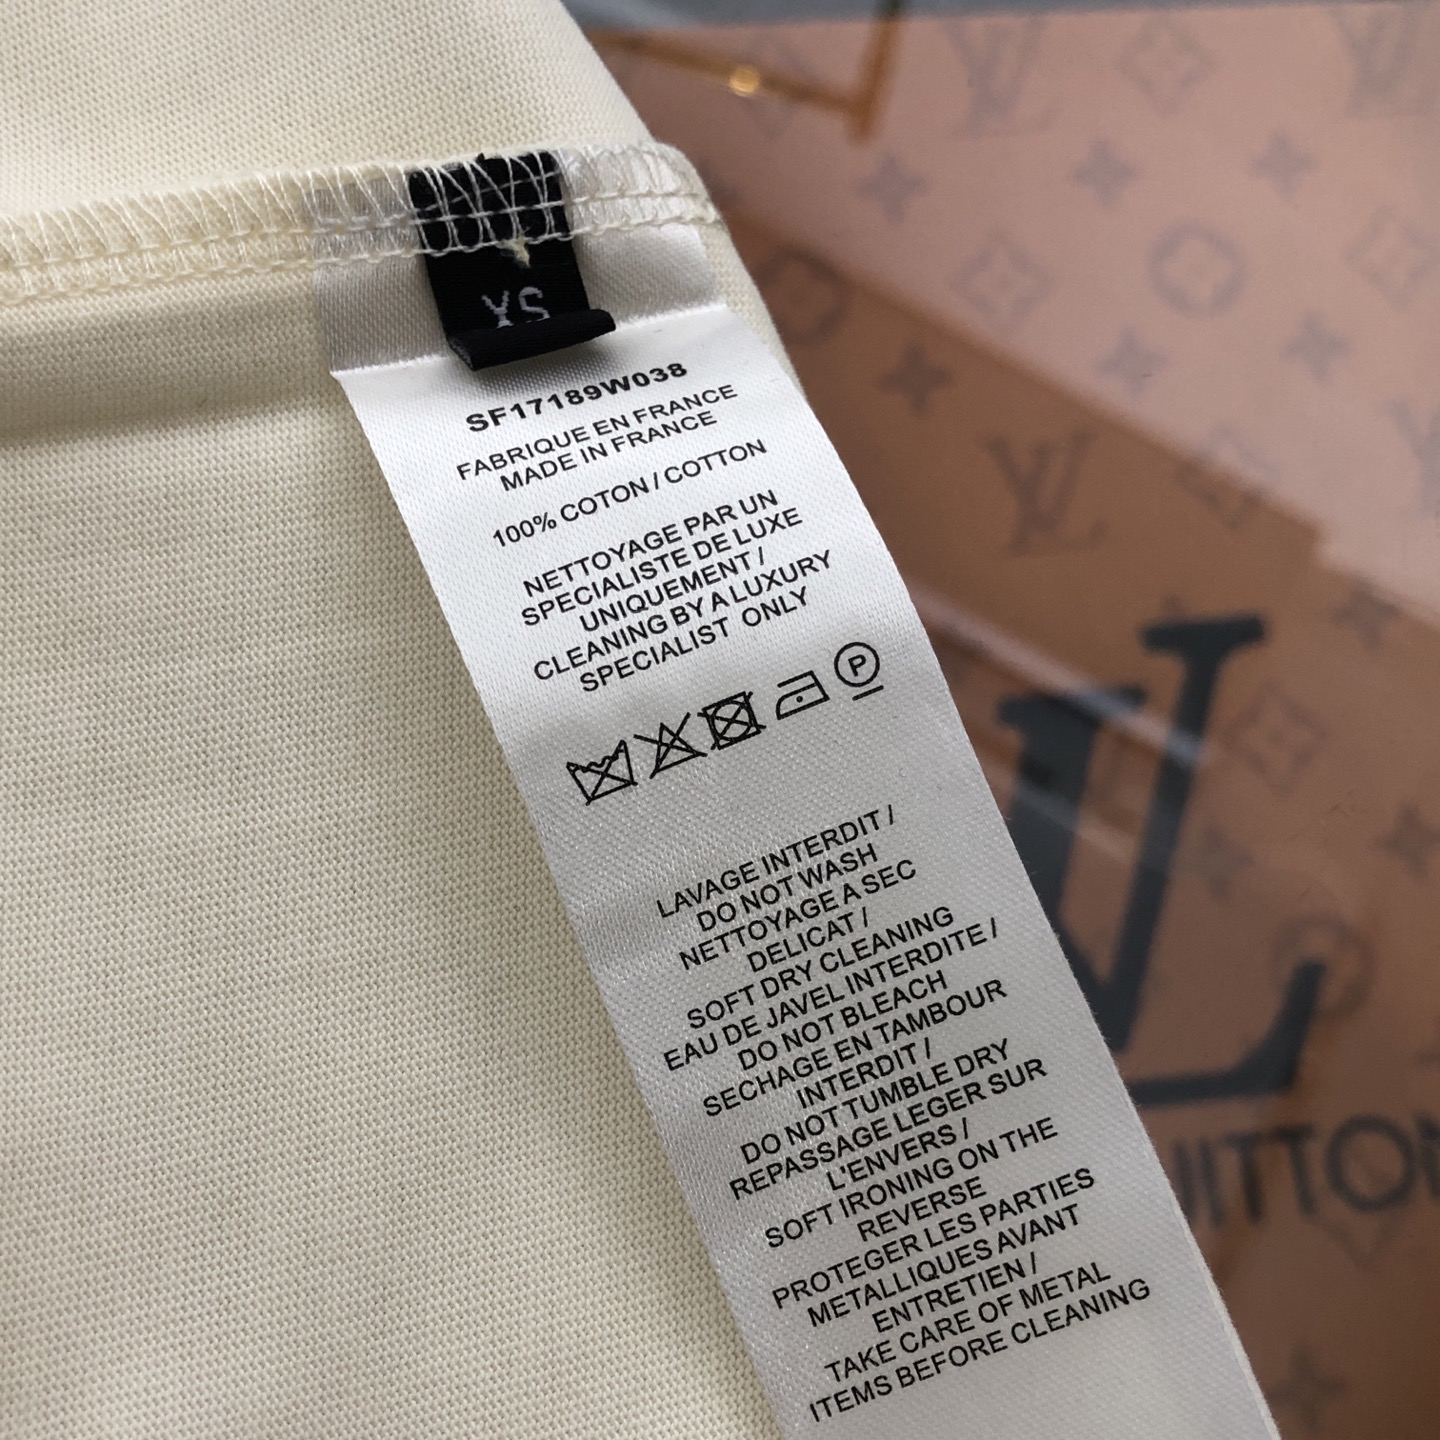 XS
SF17189W038
FABRIQUE EN FRANCE
MADE IN FRANCE
100% COTON / COTTON
NETTOYAGE PAR UN
SPECIALISTE DE LUXE
UNIQUEMENT /
CLEANING BY A LUXURY
SPECIALIST ONLY
P
LAVAGE INTERDIT /
DO NOT WASH
NETTOYAGE A SEC
DELICAT /
SOFT DRY CLEANING
EAU DE JAVEL INTERDITE /
DO NOT BLEACH
SECHAGE EN TAMBOUR
INTERDIT /
DO NOT TUMBLE DRY
REPASSAGE LEGER SUR
L'ENVERS /
SOFT IRONING ON THE
REVERSE
PROTEGER LES PARTIES
METALLIQUES AVANT
ENTRETIEN /
TAKE CARE OF METAL
ITEMS BEFORE CLEANING
LV
UITTON